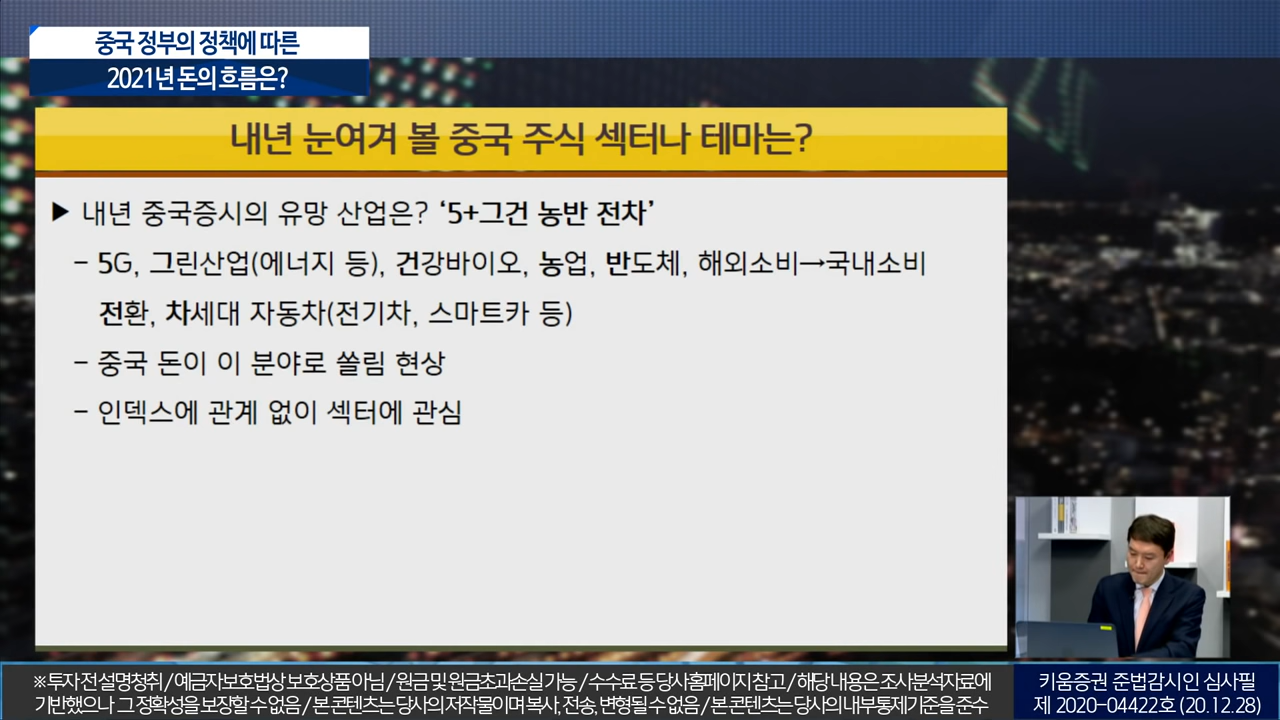 중국 정부의 정책에 따른
2021년 돈의 흐름은?
내년 눈여겨 볼 중국 주식 섹터나 테마는?
▶ 내년 중국증시의 유망 산업은? ‘5+그건 농반 전차’
– 5G, 그린산업(에너지 등), 건강바이오, 농업, 반도체, 해외소비→국내소비
전환, 차세대 자동차(전기차, 스마트카 등)
– 중국 돈이 이 분야로 쏠림 현상
– 인덱스에 관계 없이 섹터에 관심
※ 투자 전 설명청취 / 예금자보호법상 보호상품 아님 / 원금 및 원금초과손실 가능 / 수수료 등 당사홈페이지 참고 / 해당 내용은 조사분석자료에
기반했으나 그 정확성을 보장할 수 없음 / 본 콘텐츠는 당사의 저작물이며 복사, 전송, 변형될 수 없음 / 본 콘텐츠는 당사의 내부통제기준을 준수
키움증권 준법감시인 심사필
제 2020-04422호 (20.12.28)